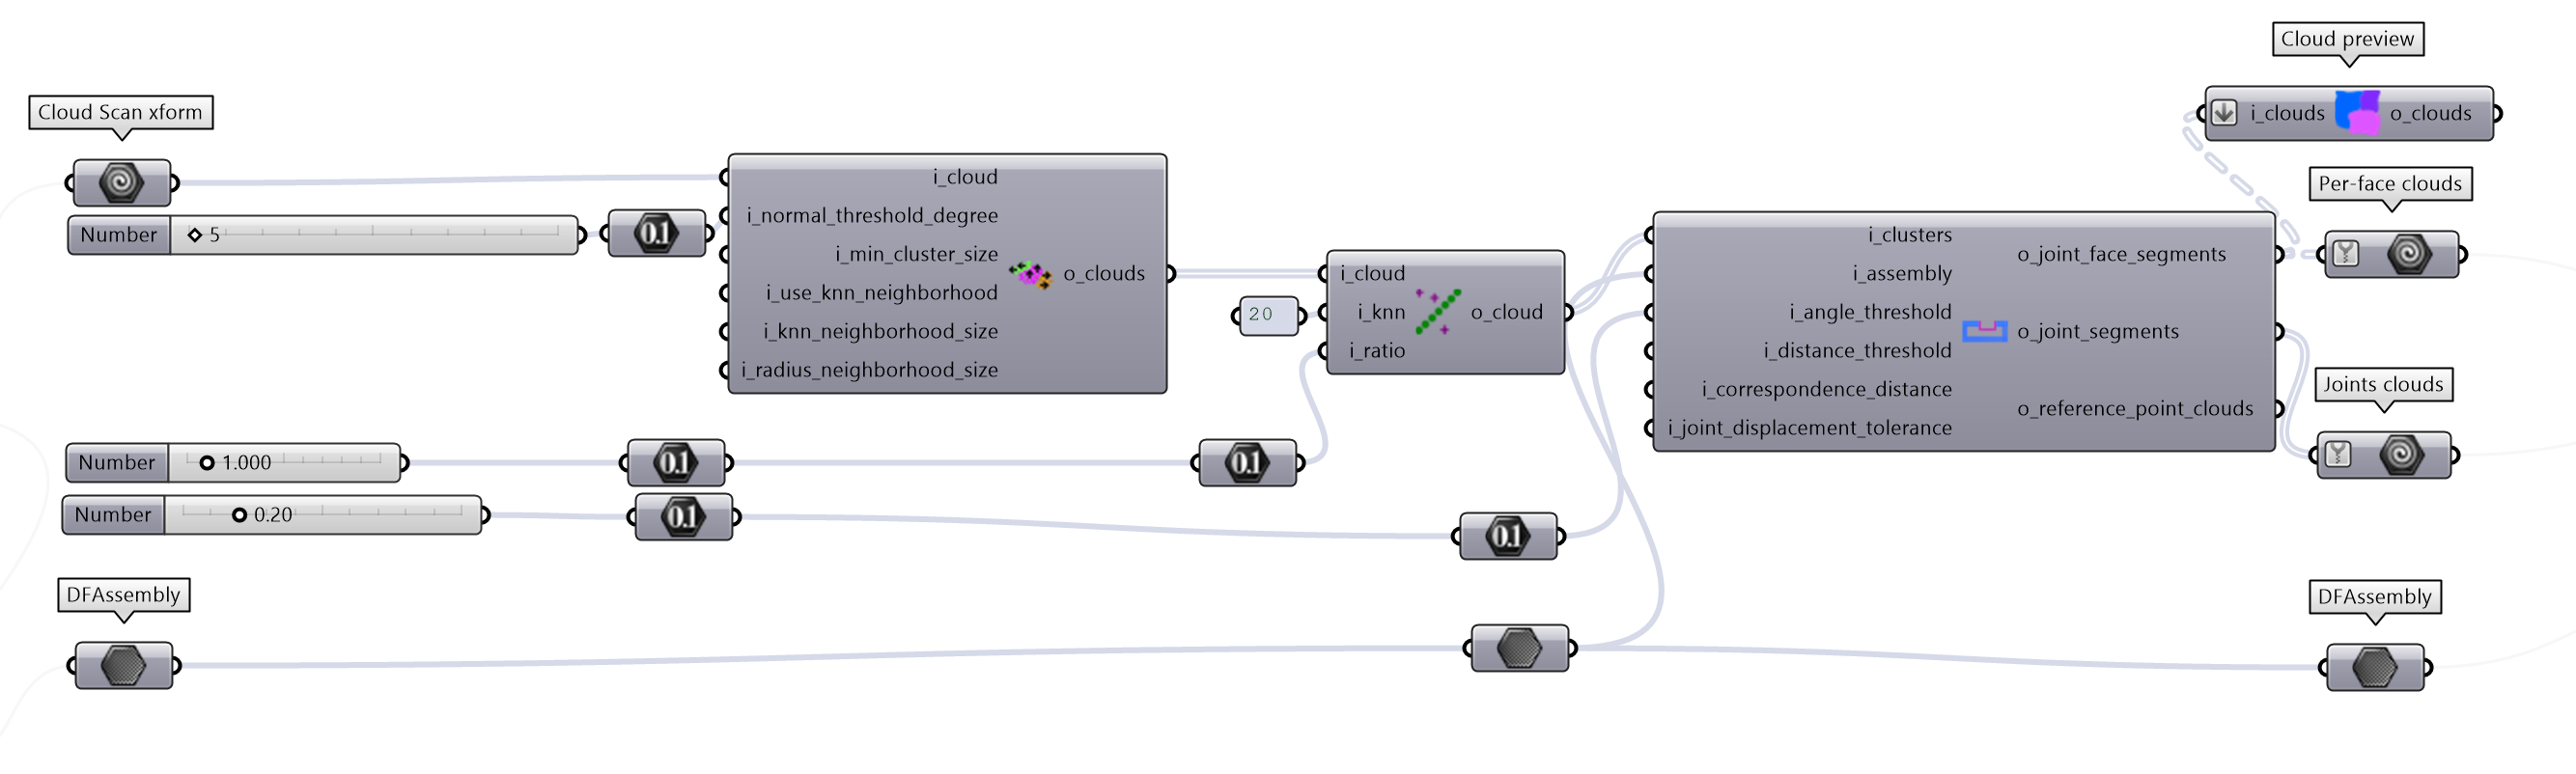 Cloud preview
i_clouds o_clouds
Cloud Scan xform
Per-face clouds
Number 5
0.1
i_cloud
i_normal_threshold_degree
i_min_cluster_size
i_use_knn_neighborhood
i_knn_neighborhood_size
i_radius_neighborhood_size
o_clouds
20
i_cloud
i_knn
i_ratio
o_cloud
i_clusters
i_assembly
i_angle_threshold
i_distance_threshold
i_correspondence_distance
i_joint_displacement_tolerance
o_joint_face_segments
o_joint_segments
o_reference_point_clouds
Joints clouds
Number 1.000
0.1
0.1
Number 0.20
0.1
0.1
DFAssembly
DFAssembly